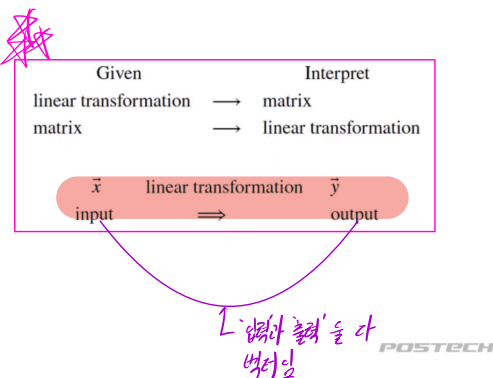 Given Interpret
linear transformation ⟶ matrix
matrix ⟶ linear transformation
x⃗ linear transformation y⃗
input ⟹ output
'입력'과 '출력' 둘 다
벡터임
POSTECH